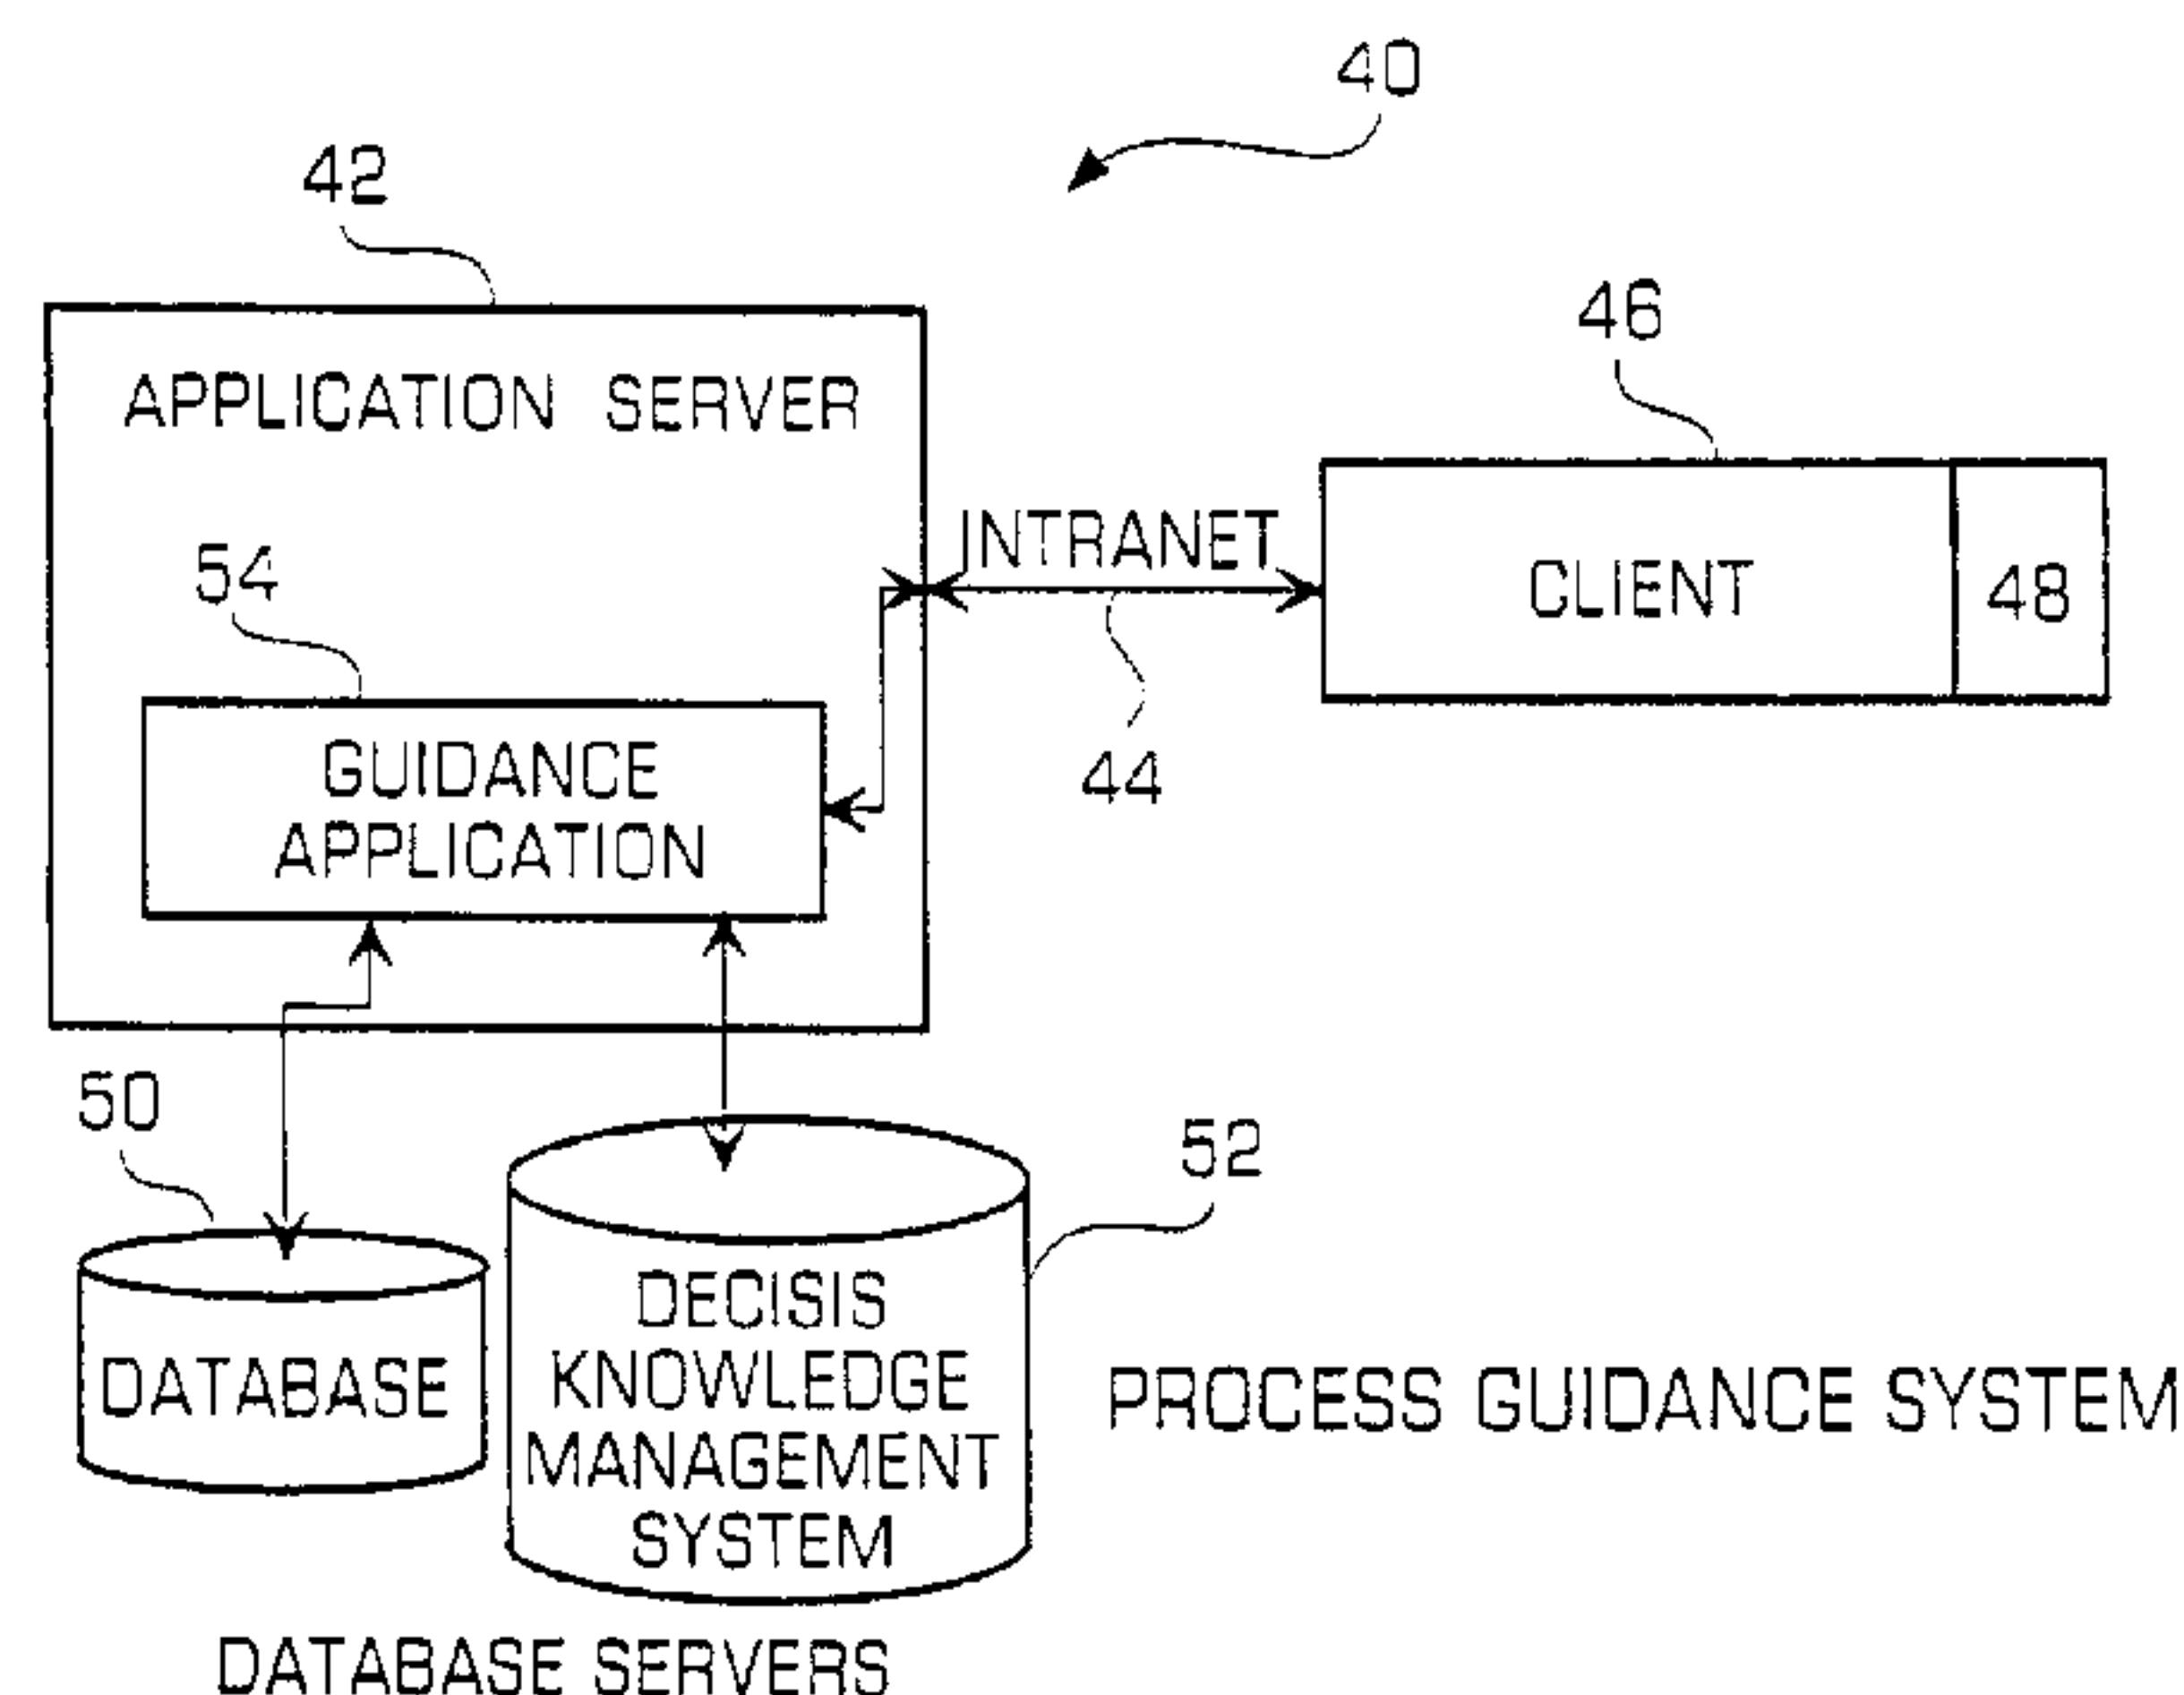 40
42
APPLICATION SERVER
46
INTRANET
CLIENT
48
44
54
GUIDANCE
APPLICATION
50
52
DATABASE
DECISIS
KNOWLEDGE
MANAGEMENT
SYSTEM
PROCESS GUIDANCE SYSTEM
DATABASE SERVERS